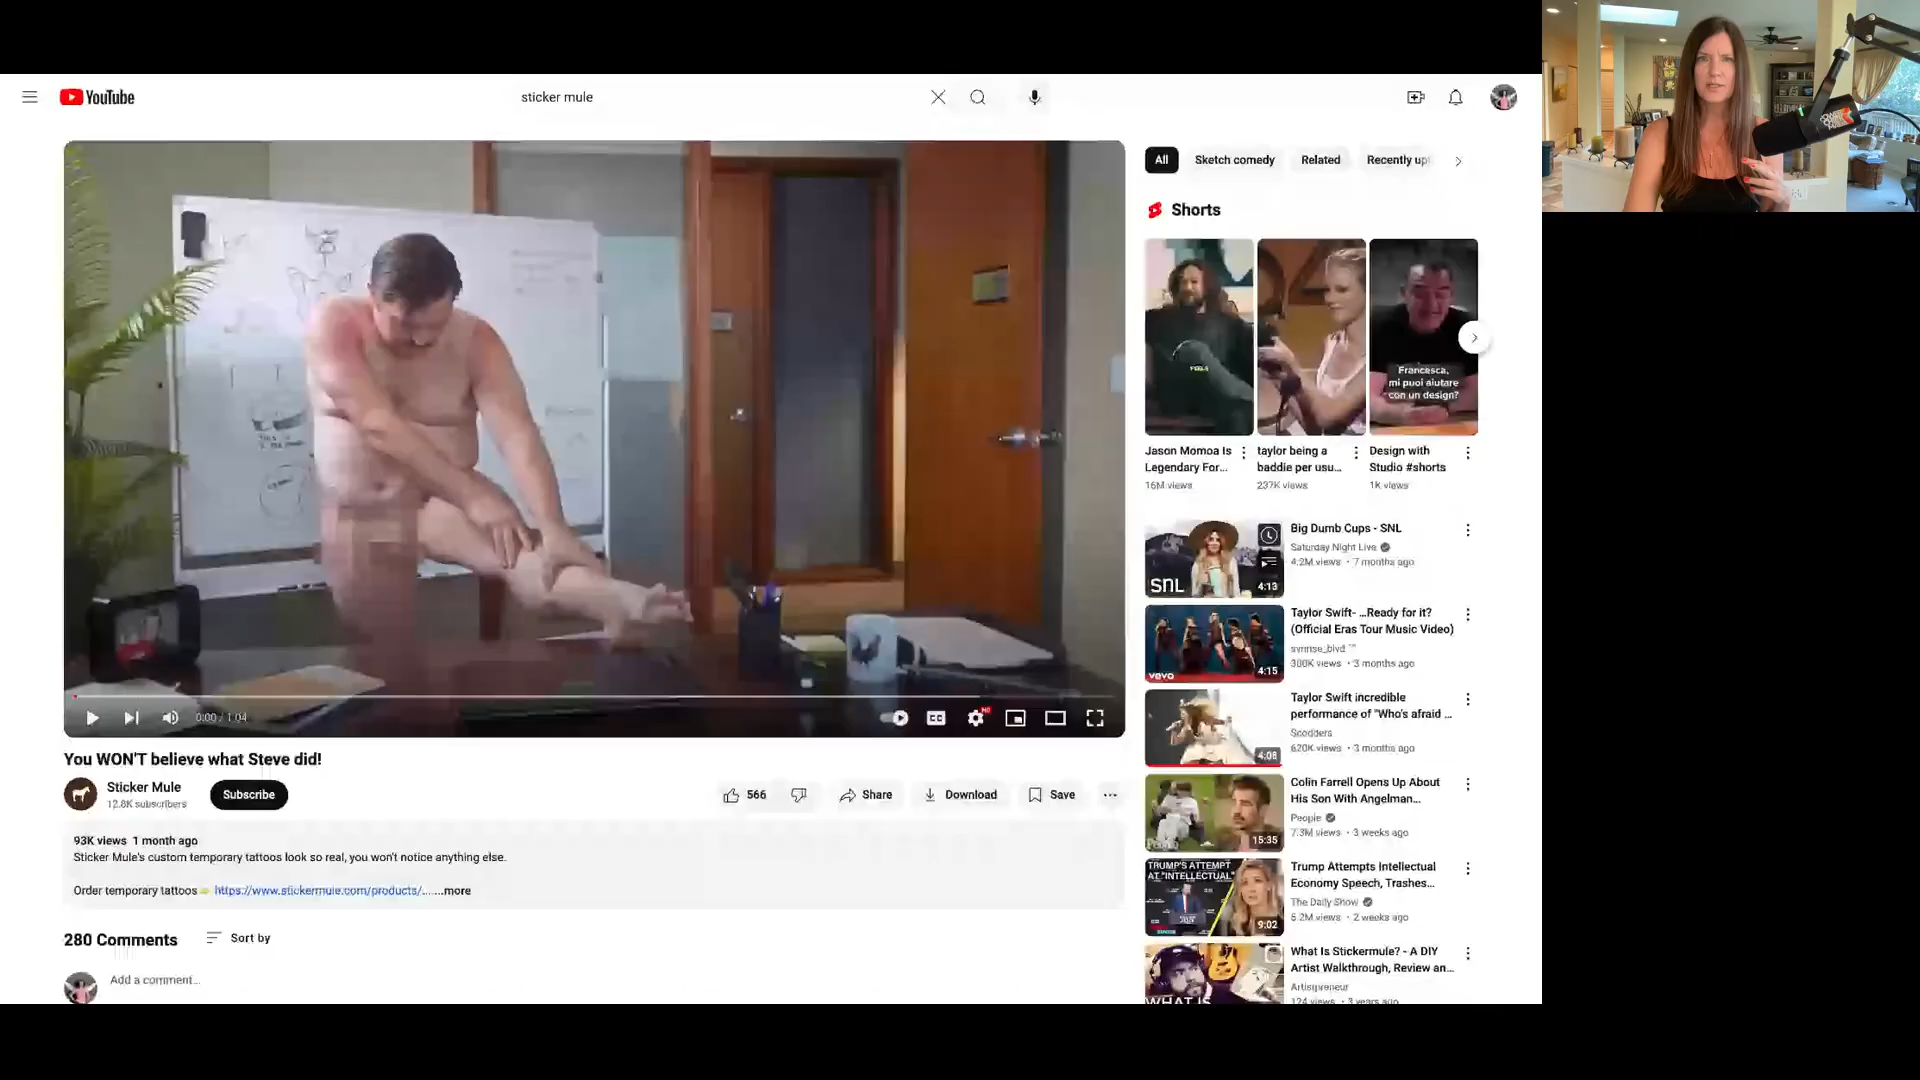 YouTube
sticker mule
All
Sketch comedy
Related
Recently up
Shorts
Francesca,
mi puoi aiutare
con un design?
Jason Momoa Is
Legendary For...
16M views
taylor being a
baddie per usu...
237K views
Design with
Studio #shorts
1K views
SNL
4:13
Big Dumb Cups - SNL
Saturday Night Live
4.2M views • 7 months ago
vevo
4:15
Taylor Swift- ...Ready for it?
(Official Eras Tour Music Video)
300K views • 3 months ago
4:08
Taylor Swift incredible
performance of "Who's afraid ...
Scodders
620K views • 3 months ago
15:35
Colin Farrell Opens Up About
His Son With Angelman...
People
7.3M views • 3 weeks ago
TRUMP'S ATTEMPT
AT "INTELLECTUAL"
9:02
Trump Attempts Intellectual
Economy Speech, Trashes...
The Daily Show
5.2M views • 2 weeks ago
WHAT IS
What Is Stickermule? - A DIY
Artist Walkthrough, Review an...
Artistpreneur
124 views • 3 years ago
0:00 / 1:04
You WON'T believe what Steve did!
Sticker Mule
12.8K subscribers
Subscribe
566
Share
Download
Save
93K views 1 month ago
Sticker Mule's custom temporary tattoos look so real, you won't notice anything else.
Order temporary tattoos https://www.stickermule.com/products/... ...more
280 Comments
Sort by
Add a comment...